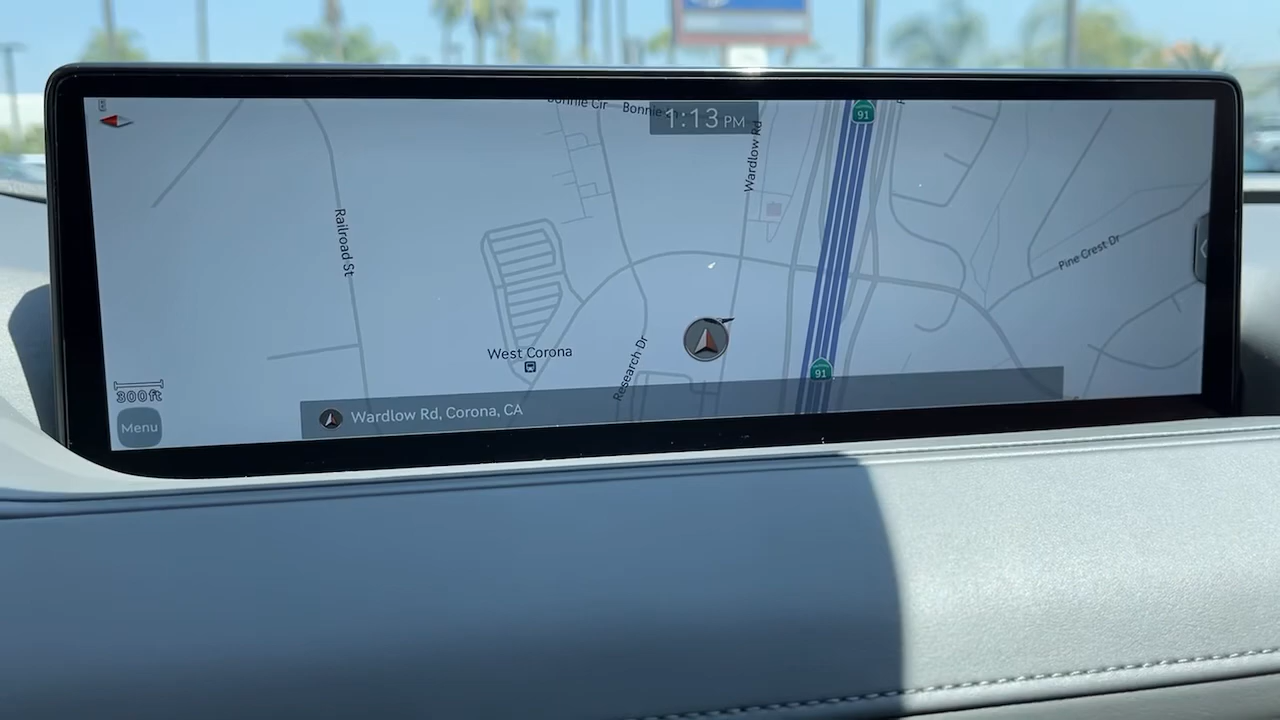 Bonnie Cir
Bonnie
1:13 PM
91
Wardlow Rd
Railroad St
Pine Crest Dr
West Corona
Research Dr
91
300ft
Menu
Wardlow Rd, Corona, CA